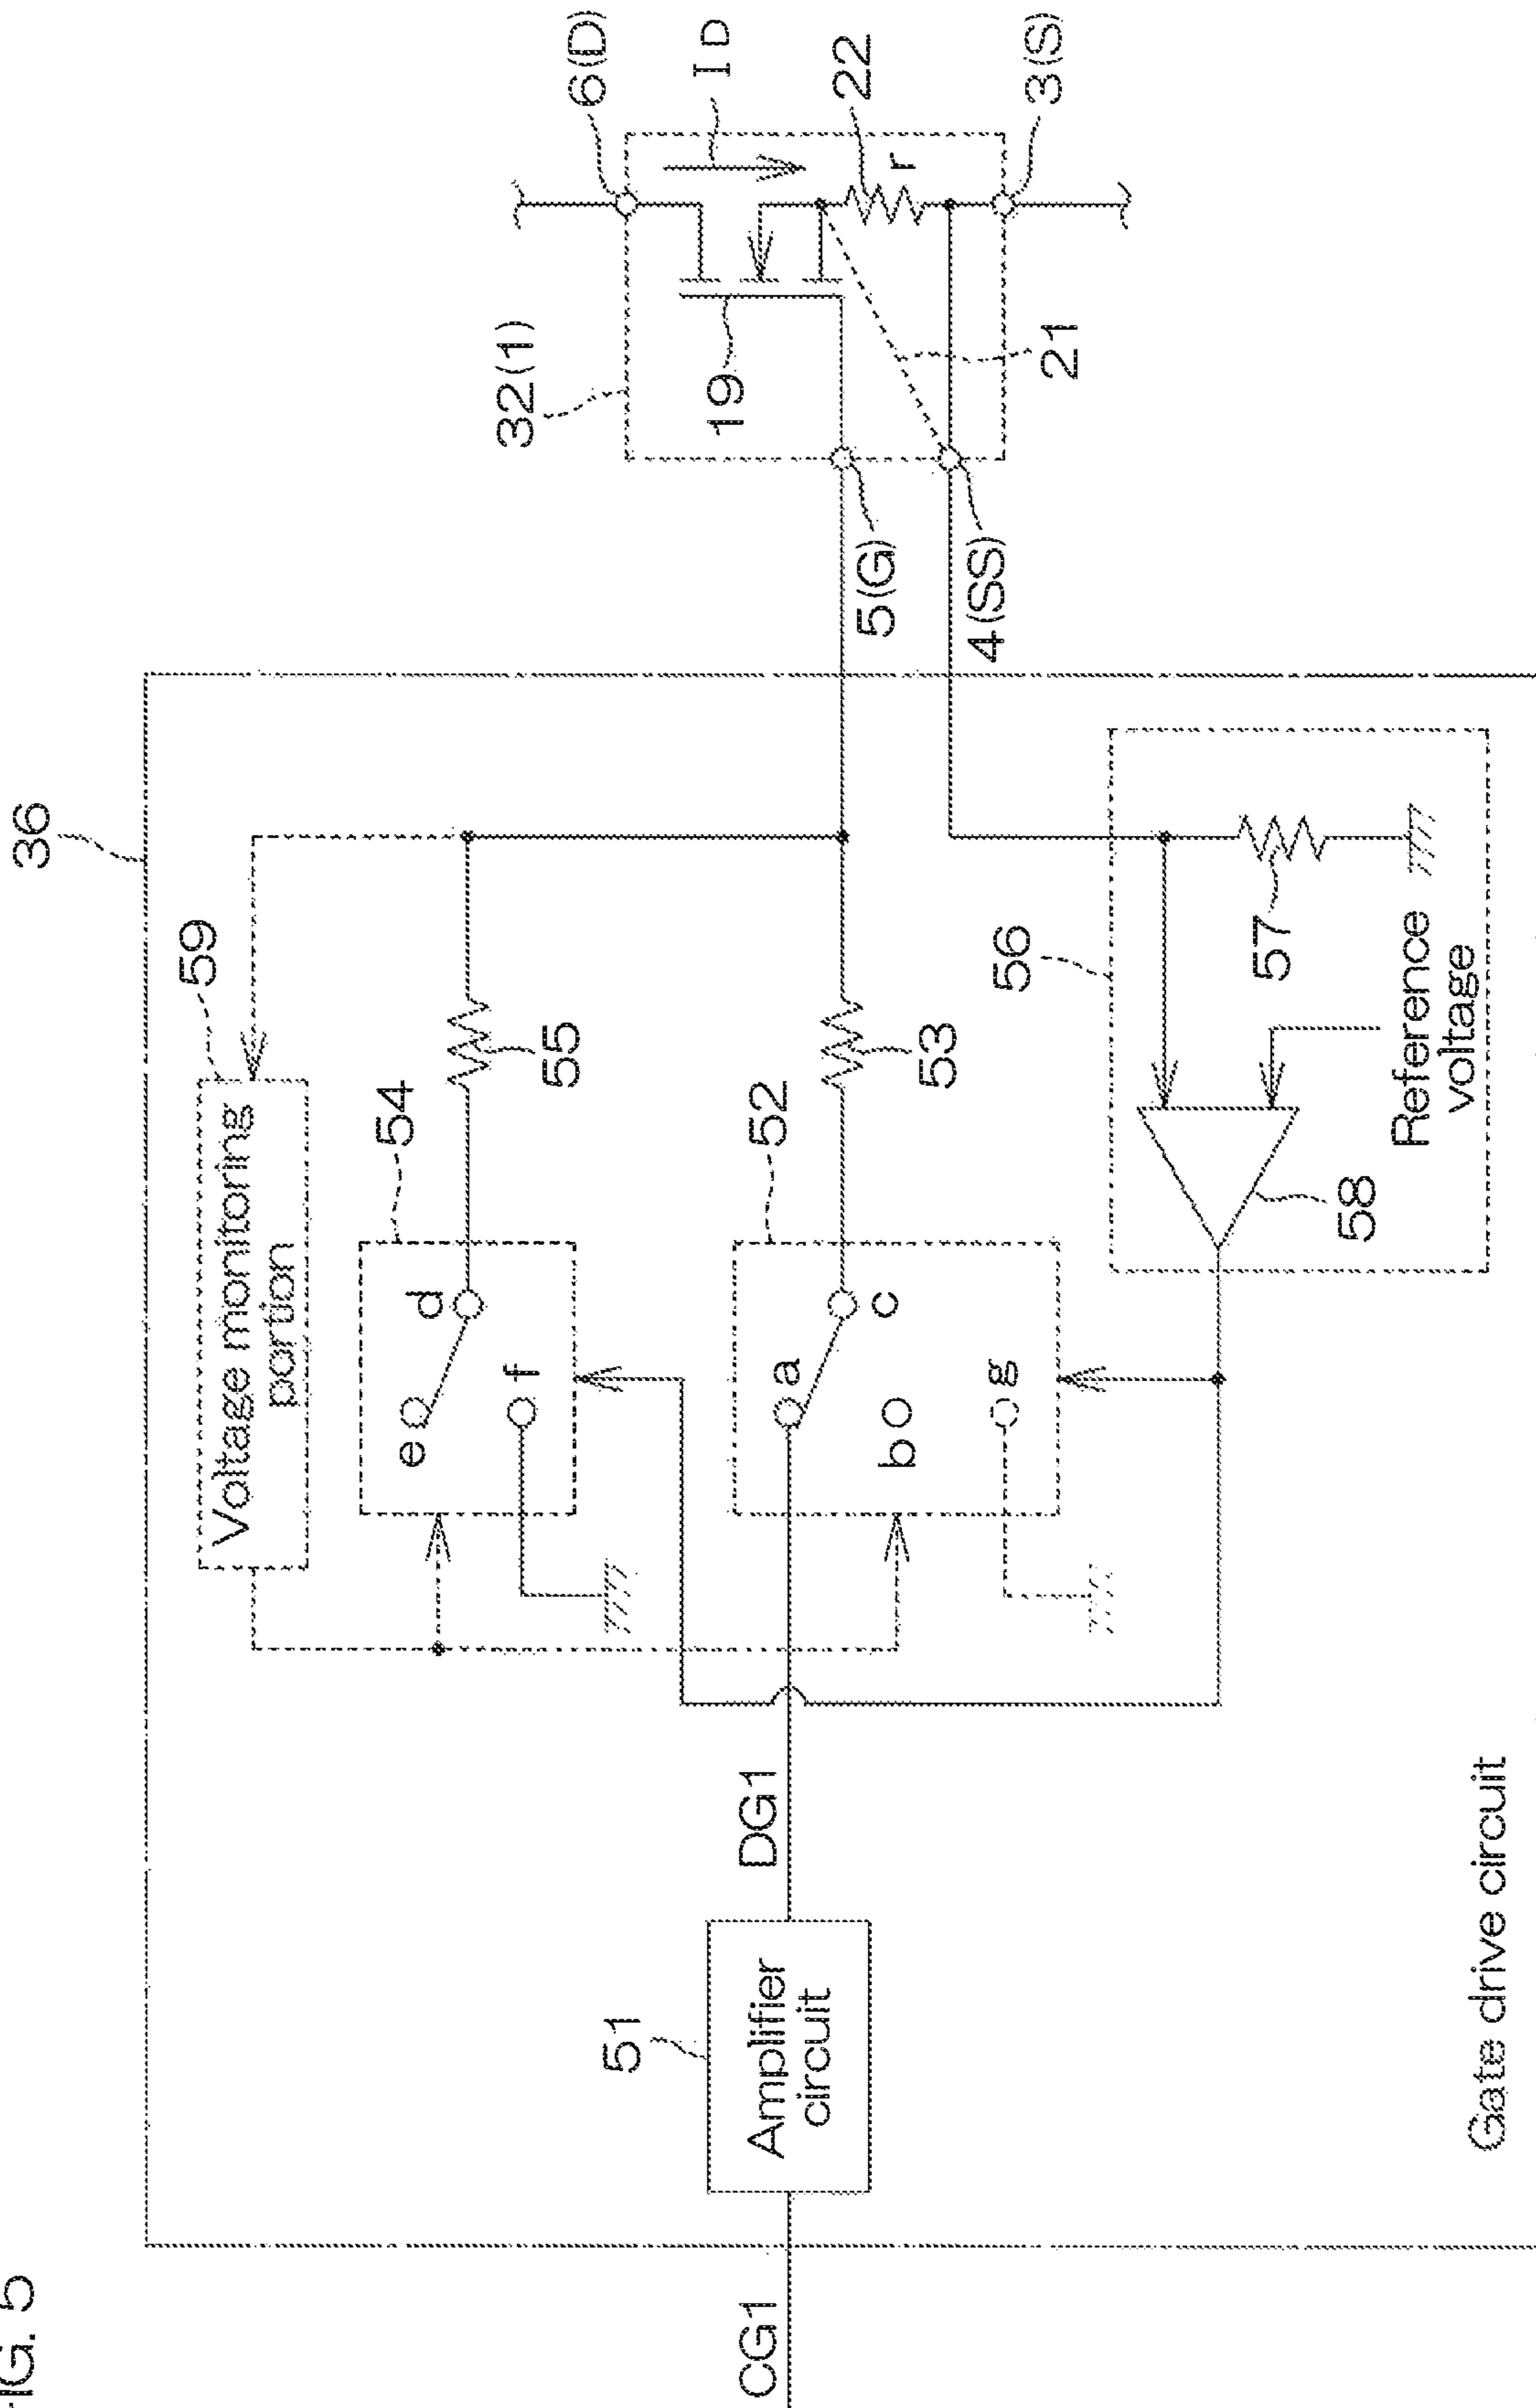 FIG. 5
36
59
Voltage monitoring
portion
54
e
d
f
55
52
a
b
c
g
53
CG1
51
Amplifier
circuit
DG1
56
57
58
Reference
voltage
Gate drive circuit
32(1)
6(D)
ID
19
22
r
21
5(G)
4(SS)
3(S)